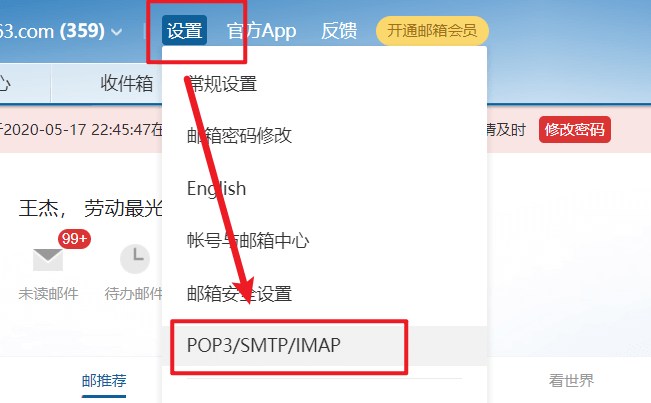 63.com (359) 设置 官方App 反馈 开通邮箱会员
心 收件箱 常规设置
于2020-05-17 22:45:47在 邮箱密码修改 请及时 修改密码
English
王杰， 劳动最光
99+
帐号与邮箱中心
未读邮件 待办邮件 邮箱安全设置
POP3/SMTP/IMAP
邮推荐 看世界